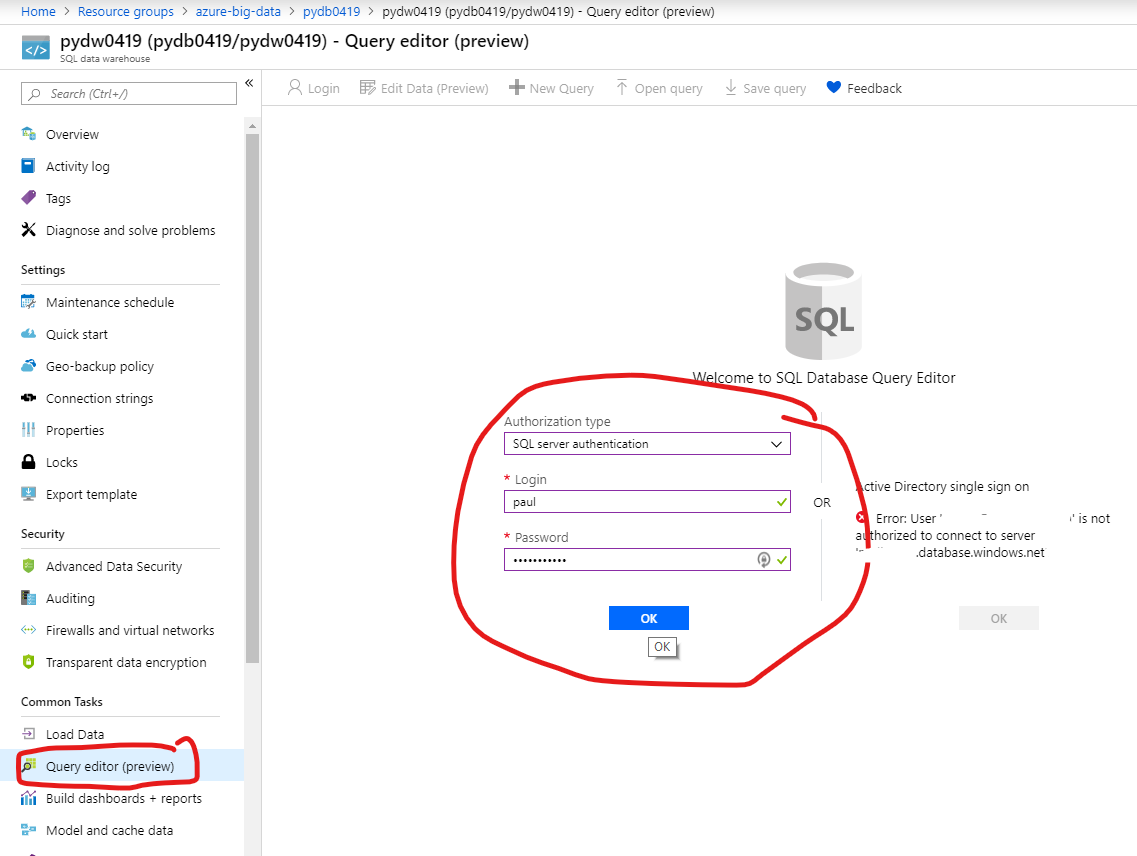 Home > Resource groups > azure-big-data > pydb0419 > pydw0419 (pydb0419/pydw0419) - Query editor (preview)
pydw0419 (pydb0419/pydw0419) - Query editor (preview)
SQL data warehouse
Search (Ctrl+/)
«
Login
Edit Data (Preview)
New Query
Open query
Save query
Feedback
Overview
Activity log
Tags
Diagnose and solve problems
Settings
Maintenance schedule
Quick start
Geo-backup policy
Connection strings
Properties
Locks
Export template
Security
Advanced Data Security
Auditing
Firewalls and virtual networks
Transparent data encryption
Common Tasks
Load Data
Query editor (preview)
Build dashboards + reports
Model and cache data
SQL
Welcome to SQL Database Query Editor
Authorization type
SQL server authentication
* Login
paul
* Password
•••••••••••
OK
OK
OR
Active Directory single sign on
Error: User ' ' is not
authorized to connect to server
.database.windows.net
OK